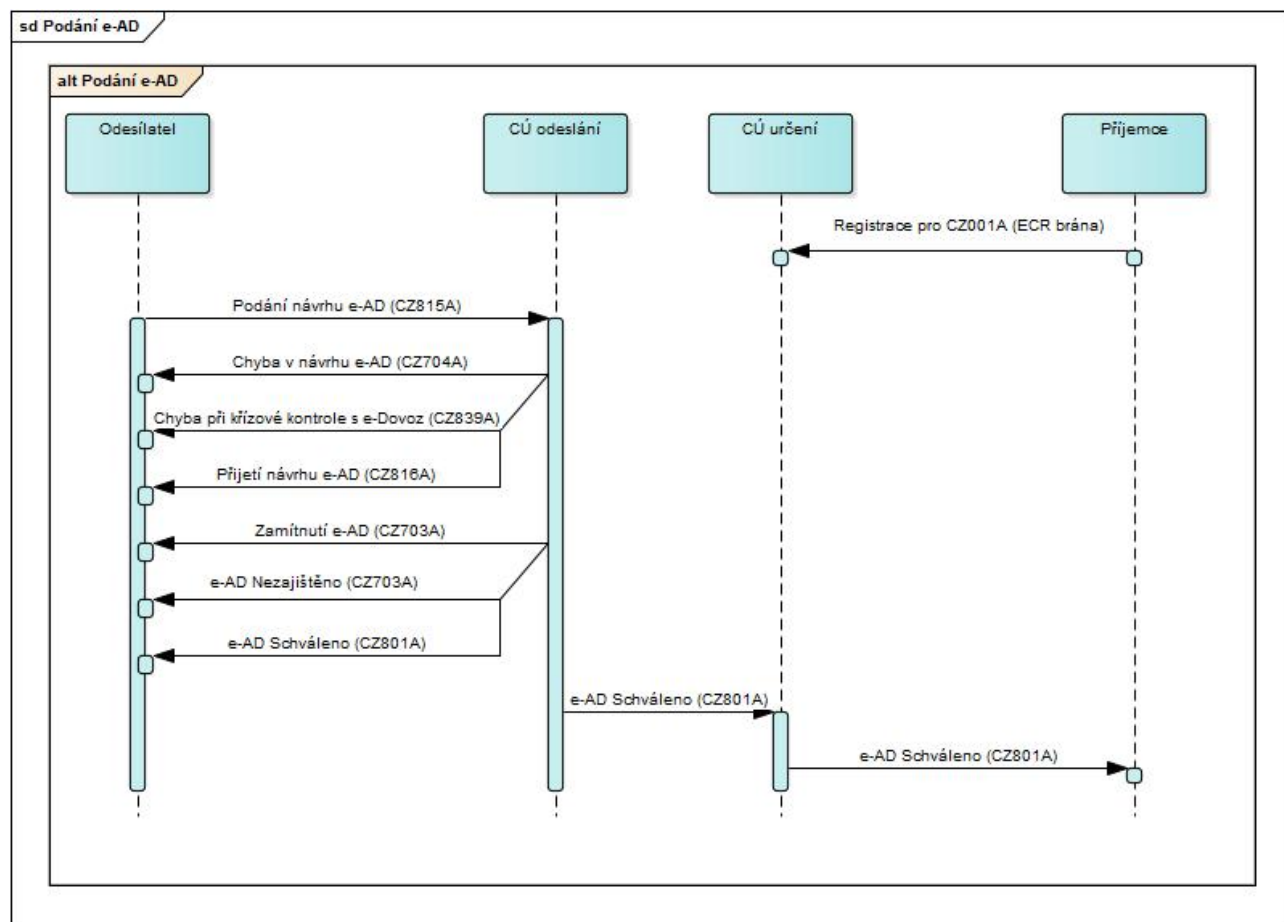 sd Podání e-AD
alt Podání e-AD
Odesílatel
CÚ odeslání
CÚ určení
Příjemce
Registrace pro CZ001A (ECR brána)
Podání návrhu e-AD (CZ815A)
Chyba v návrhu e-AD (CZ704A)
Chyba při křízové kontrole s e-Dovoz (CZ839A)
Přijetí návrhu e-AD (CZ816A)
Zamítnutí e-AD (CZ703A)
e-AD Nezajištěno (CZ703A)
e-AD Schváleno (CZ801A)
e-AD Schváleno (CZ801A)
e-AD Schváleno (CZ801A)